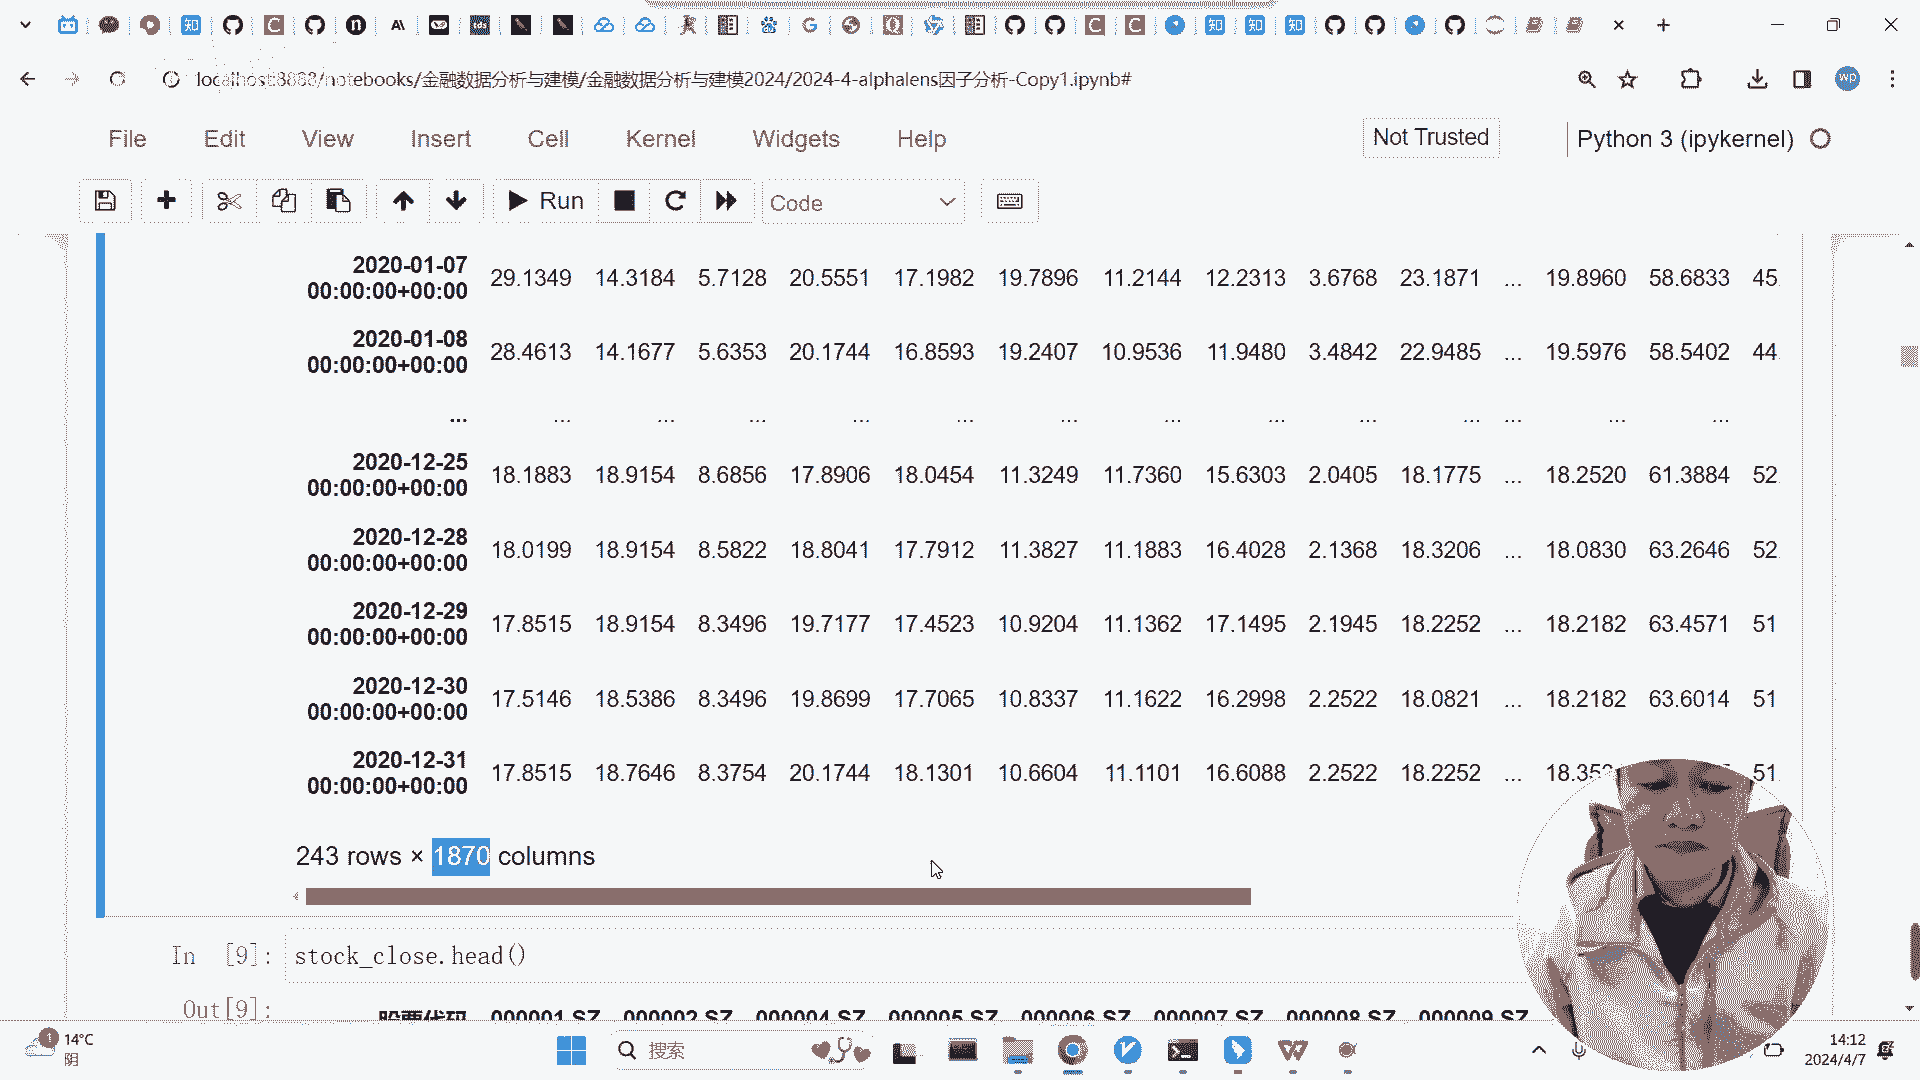 localhost:8888/notebooks/金融数据分析与建模/金融数据分析与建模2024/2024-4-alphalens因子分析-Copy1.ipynb#
wp
File Edit View Insert Cell Kernel Widgets Help Not Trusted Python 3 (ipykernel)
Run Code
2020-01-07 00:00:00+00:00 29.1349 14.3184 5.7128 20.5551 17.1982 19.7896 11.2144 12.2313 3.6768 23.1871 ... 19.8960 58.6833 45.
2020-01-08 00:00:00+00:00 28.4613 14.1677 5.6353 20.1744 16.8593 19.2407 10.9536 11.9480 3.4842 22.9485 ... 19.5976 58.5402 44.
... ... ... ... ... ... ... ... ... ... ... ... ... ...
2020-12-25 00:00:00+00:00 18.1883 18.9154 8.6856 17.8906 18.0454 11.3249 11.7360 15.6303 2.0405 18.1775 ... 18.2520 61.3884 52.
2020-12-28 00:00:00+00:00 18.0199 18.9154 8.5822 18.8041 17.7912 11.3827 11.1883 16.4028 2.1368 18.3206 ... 18.0830 63.2646 52.
2020-12-29 00:00:00+00:00 17.8515 18.9154 8.3496 19.7177 17.4523 10.9204 11.1362 17.1495 2.1945 18.2252 ... 18.2182 63.4571 51
2020-12-30 00:00:00+00:00 17.5146 18.5386 8.3496 19.8699 17.7065 10.8337 11.1622 16.2998 2.2522 18.0821 ... 18.2182 63.6014 51
2020-12-31 00:00:00+00:00 17.8515 18.7646 8.3754 20.1744 18.1301 10.6604 11.1101 16.6088 2.2522 18.2252 ... 51.
243 rows × 1870 columns
In [9]: stock_close.head()
Out[9]:
股票代码 000001.SZ 000002.SZ 000004.SZ 000005.SZ 000006.SZ 000007.SZ 000008.SZ 000009.SZ
14°C
阴
搜索
14:12
2024/4/7